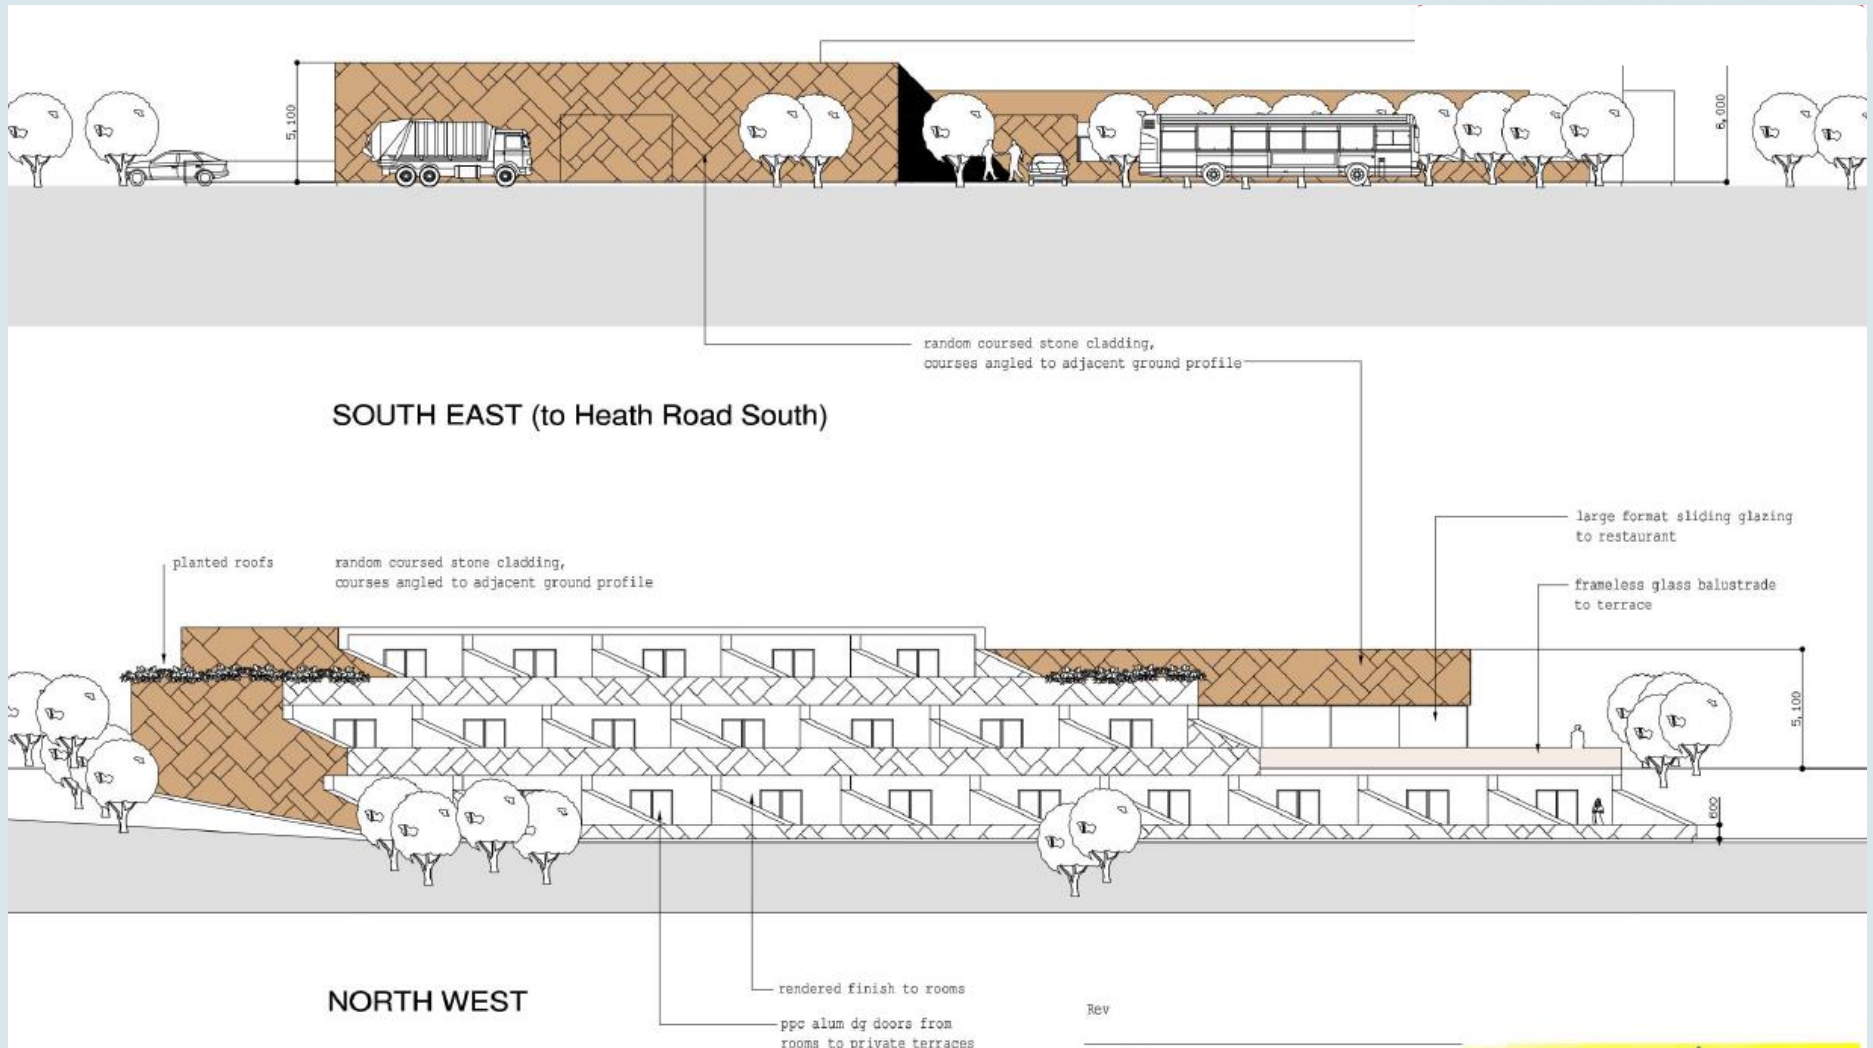 5,100
6,000
random coursed stone cladding,
courses angled to adjacent ground profile
SOUTH EAST (to Heath Road South)
large format sliding glazing
to restaurant
planted roofs
random coursed stone cladding,
courses angled to adjacent ground profile
frameless glass balustrade
to terrace
5,100
600
rendered finish to rooms
NORTH WEST
Rev
ppc alum dg doors from
rooms to private terraces